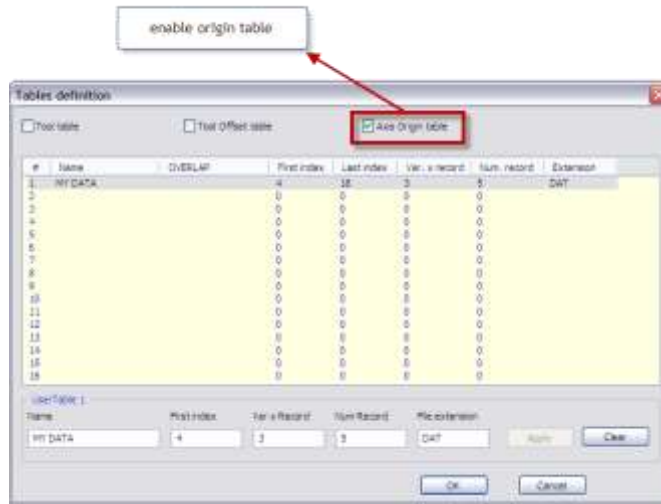 enable origin table
Tables definition
Tool table Tool Offset table Axis Origin table
# Name OVERLAP First index Last index Var. x record Num. record Extension
1 MY DATA 4 18 3 5 DAT
2 0 0 0 0
3 0 0 0 0
4 0 0 0 0
5 0 0 0 0
6 0 0 0 0
7 0 0 0 0
8 0 0 0 0
9 0 0 0 0
10 0 0 0 0
11 0 0 0 0
12 0 0 0 0
13 0 0 0 0
14 0 0 0 0
15 0 0 0 0
16 0 0 0 0
UserTable 1
Name First index Var x Record Num Record File extension
MY DATA 4 3 5 DAT Apply Clear
OK Cancel